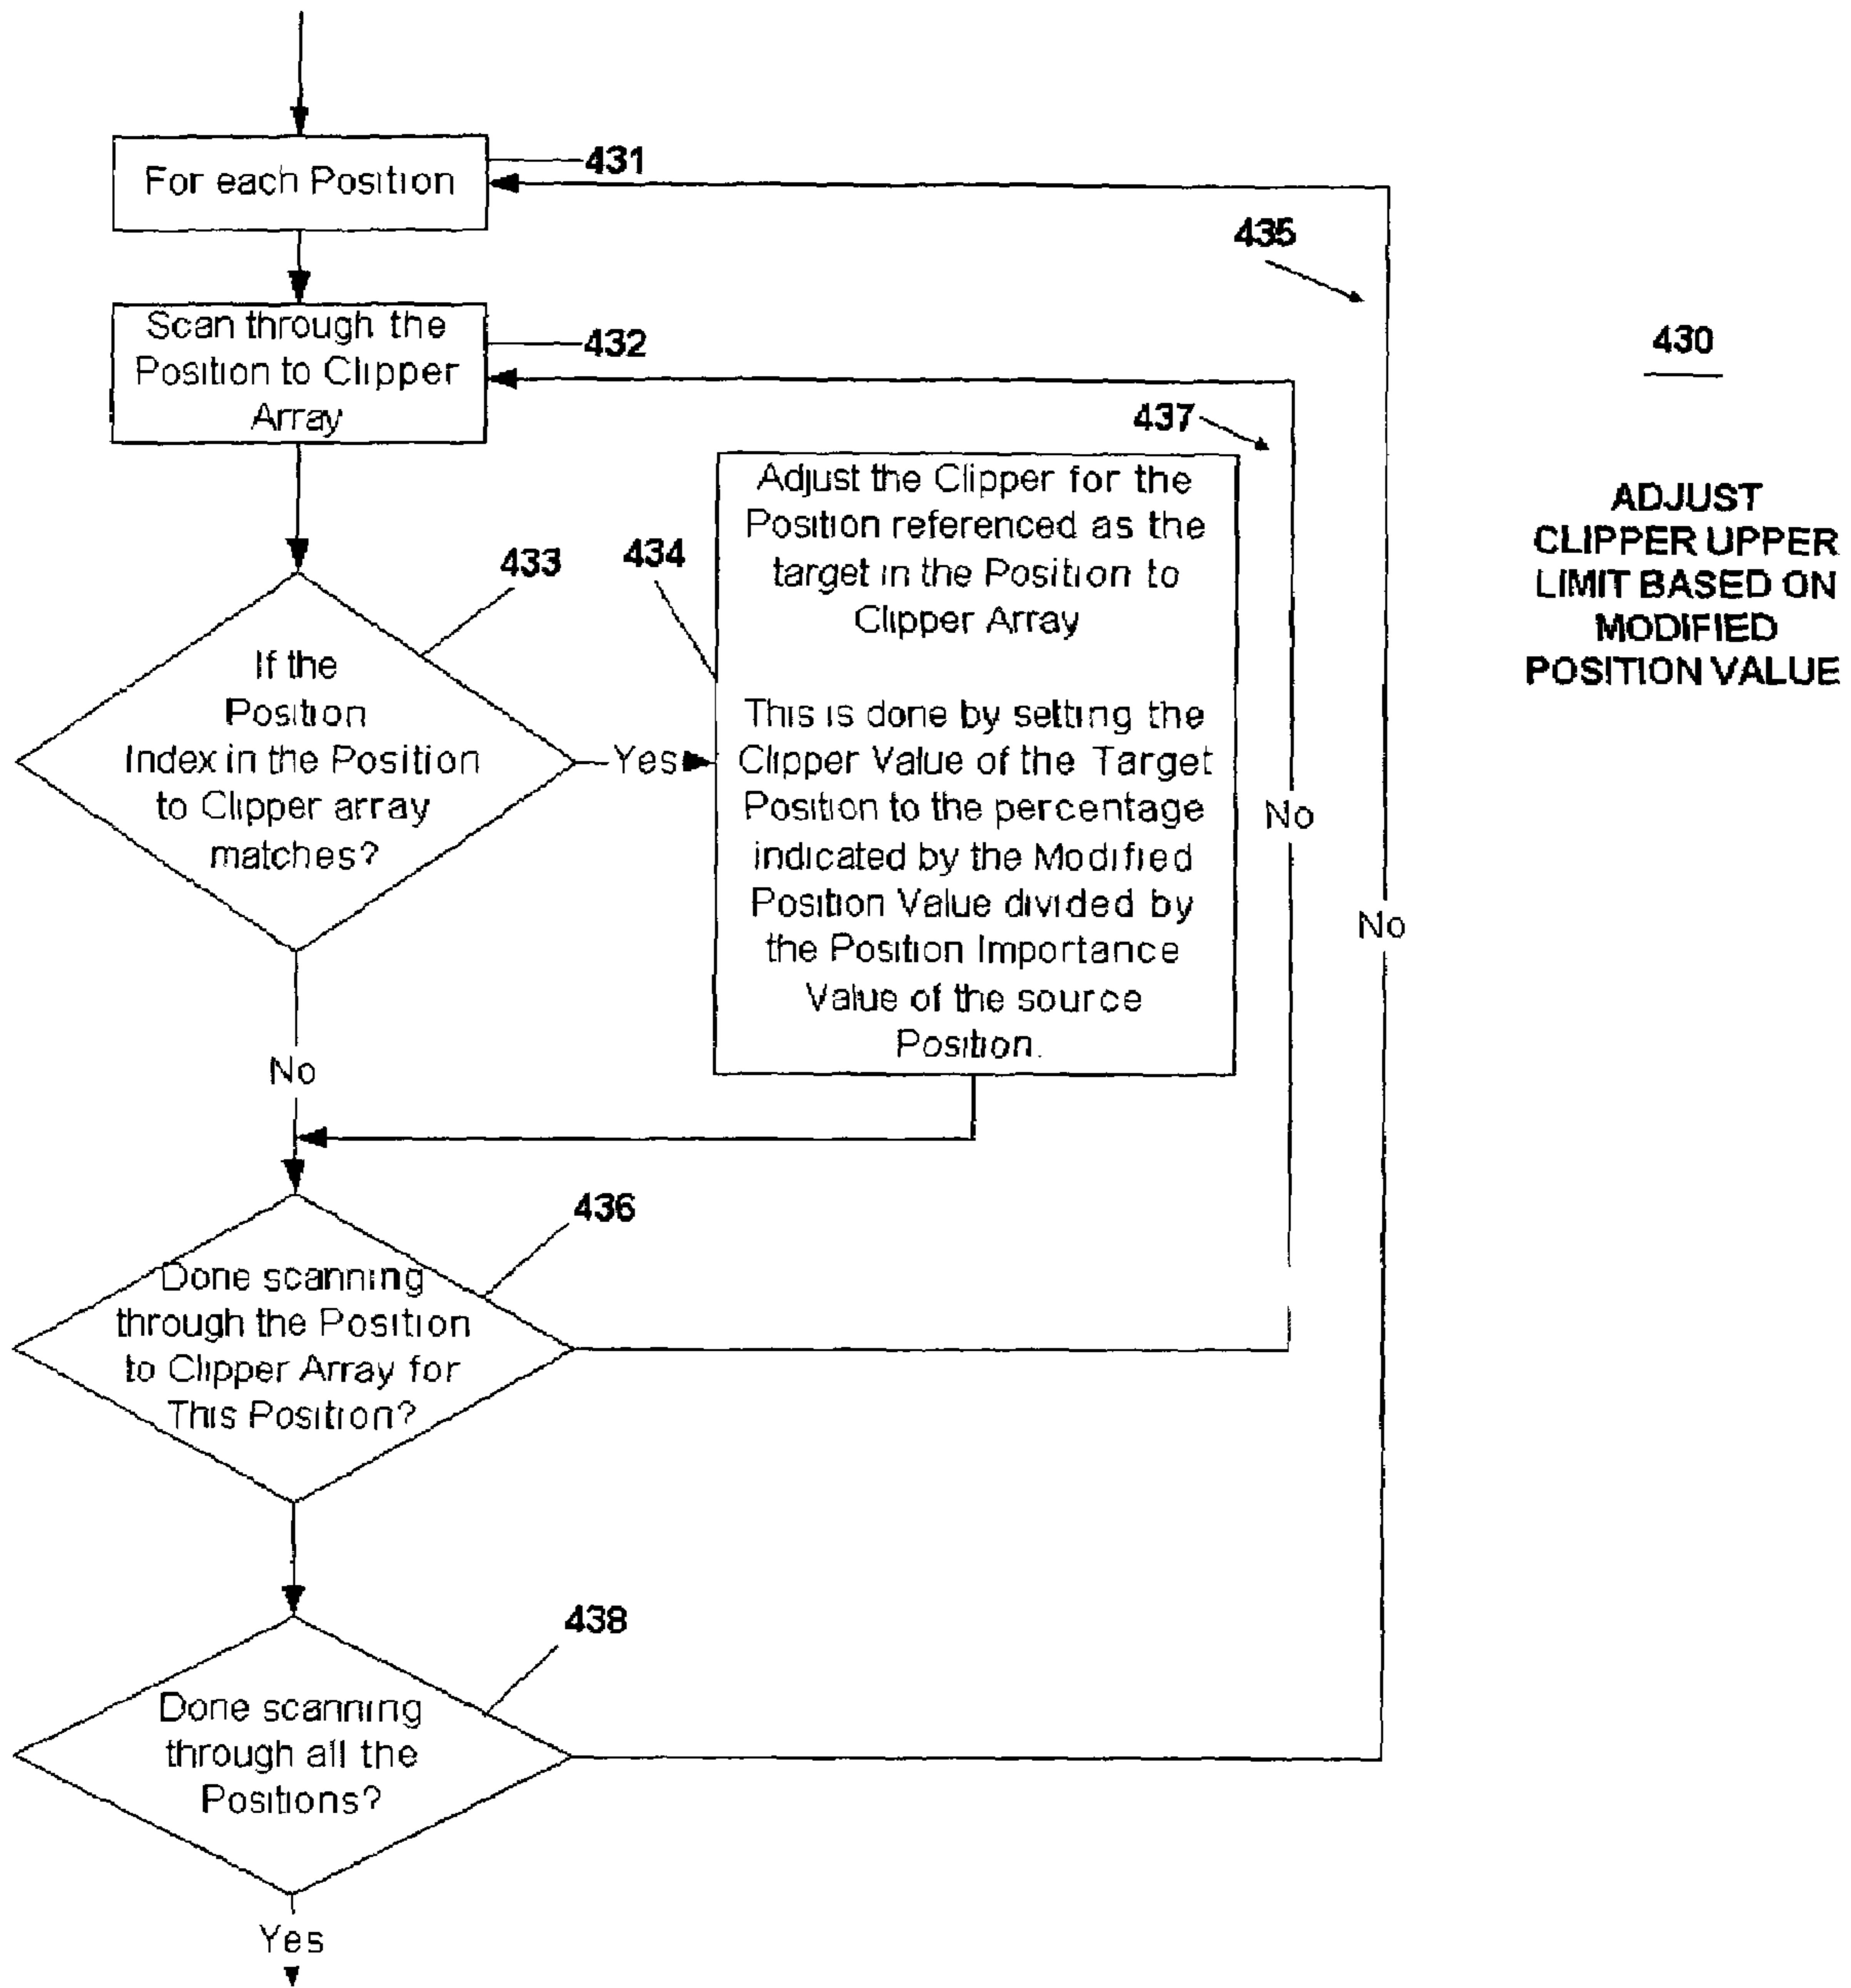 For each Position
431
435
Scan through the
Position to Clipper
Array
432
430
437
ADJUST
CLIPPER UPPER
LIMIT BASED ON
MODIFIED
POSITION VALUE
433
If the
Position
Index in the Position
to Clipper array
matches?
Yes
434
Adjust the Clipper for the
Position referenced as the
target in the Position to
Clipper Array
This is done by setting the
Clipper Value of the Target
Position to the percentage
indicated by the Modified
Position Value divided by
the Position Importance
Value of the source
Position.
No
No
No
436
Done scanning
through the Position
to Clipper Array for
This Position?
438
Done scanning
through all the
Positions?
Yes